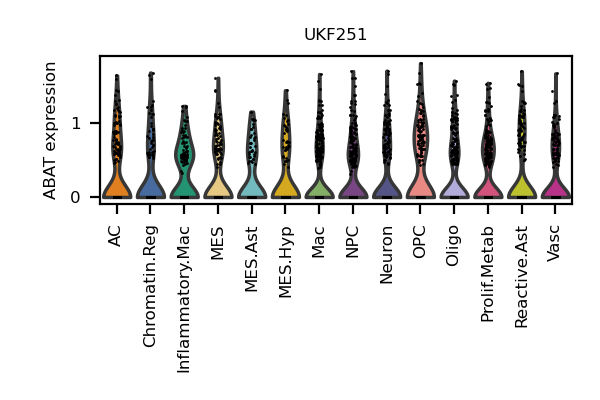 UKF251
ABAT expression
1
0
AC
Chromatin.Reg
Inflammatory.Mac
MES
MES.Ast
MES.Hyp
Mac
NPC
Neuron
OPC
Oligo
Prolif.Metab
Reactive.Ast
Vasc